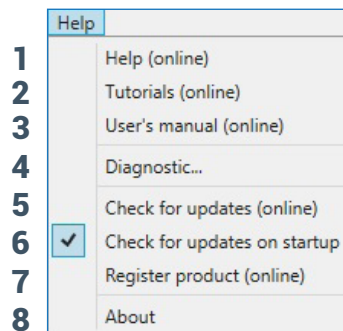 Help
1 Help (online)
2 Tutorials (online)
3 User's manual (online)
4 Diagnostic...
5 Check for updates (online)
6 Check for updates on startup
7 Register product (online)
8 About